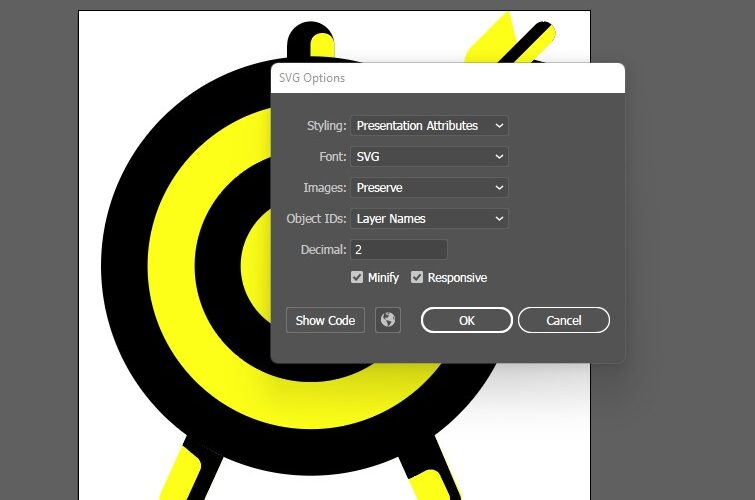 SVG Options
Styling: Presentation Attributes
Font: SVG
Images: Preserve
Object IDs: Layer Names
Decimal: 2
Minify Responsive
Show Code OK Cancel